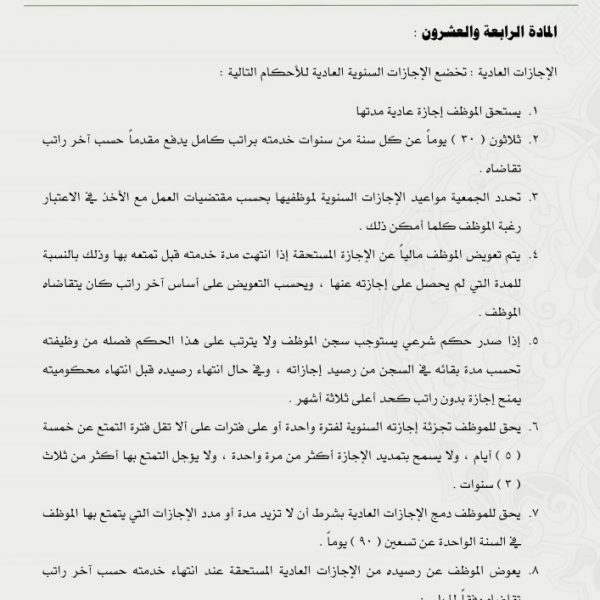 المادة الرابعة والعشرون :
الإجازات العادية : تخضع الإجازات السنوية العادية للأحكام التالية :
١. يستحق الموظف إجازة عادية مدتها
٢. ثلاثون ( ٣٠ ) يوماً عن كل سنة من سنوات خدمته براتب كامل يدفع مقدماً حسب آخر راتب
تقاضاه .
٣. تحدد الجمعية مواعيد الإجازات السنوية لموظفيها بحسب مقتضيات العمل مع الأخذ في الاعتبار
رغبة الموظف كلما أمكن ذلك .
٤. يتم تعويض الموظف مالياً عن الإجازة المستحقة إذا انتهت مدة خدمته قبل تمتعه بها وذلك بالنسبة
للمدة التي لم يحصل على إجازته عنها ، ويحسب التعويض على أساس آخر راتب كان يتقاضاه
الموظف .
٥. إذا صدر حكم شرعي يستوجب سجن الموظف ولا يترتب على هذا الحكم فصله من وظيفته
تحسب مدة بقائه في السجن من رصيد إجازاته ، وفي حال انتهاء رصيده قبل انتهاء محكوميته
يمنح إجازة بدون راتب كحد أعلى ثلاثة أشهر .
٦. يحق للموظف تجزئة إجازته السنوية لفترة واحدة أو على فترات على ألا تقل فترة التمتع عن خمسة
( ٥ ) أيام ، ولا يسمح بتمديد الإجازة أكثر من مرة واحدة ، ولا يؤجل التمتع بها أكثر من ثلاث
( ٣ ) سنوات .
٧. يحق للموظف دمج الإجازات العادية بشرط أن لا تزيد مدة أو مدد الإجازات التي يتمتع بها الموظف
في السنة الواحدة عن تسعين ( ٩٠ ) يوماً .
٨. يعوض الموظف عن رصيده من الإجازات العادية المستحقة عند انتهاء خدمته حسب آخر راتب